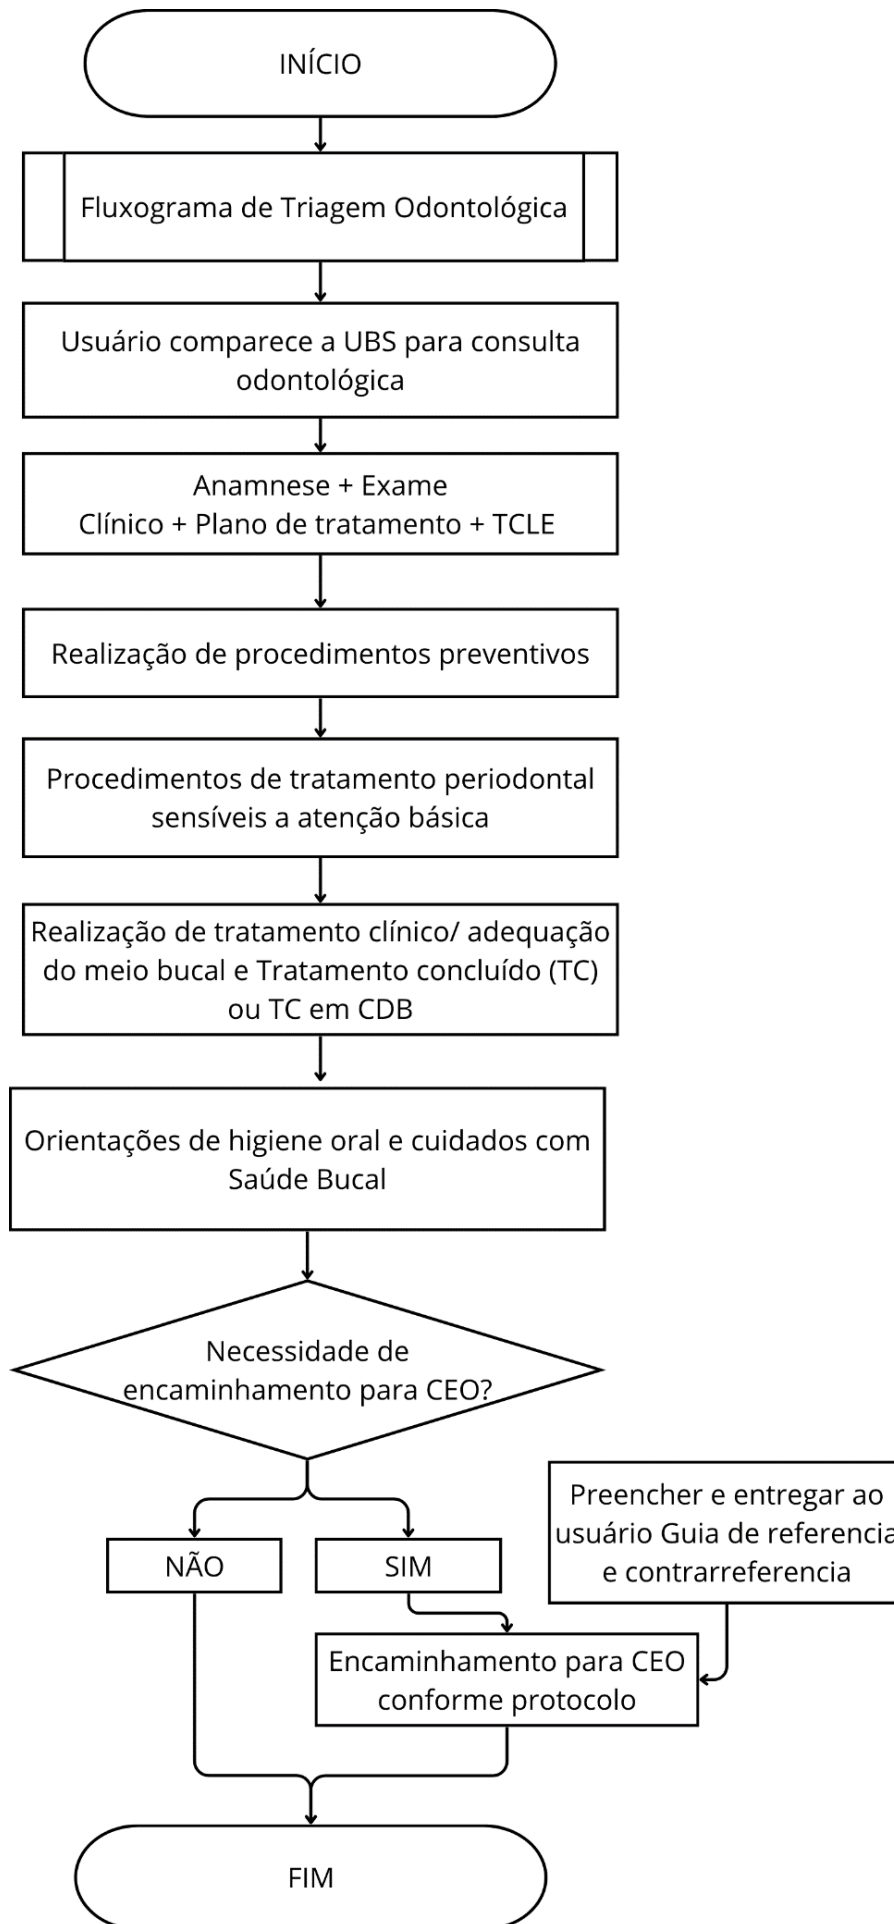 INÍCIO
Fluxograma de Triagem Odontológica
Usuário comparece a UBS para consulta
odontológica
Anamnese + Exame
Clínico + Plano de tratamento + TCLE
Realização de procedimentos preventivos
Procedimentos de tratamento periodontal
sensíveis a atenção básica
Realização de tratamento clínico/ adequação
do meio bucal e Tratamento concluído (TC)
ou TC em CDB
Orientações de higiene oral e cuidados com
Saúde Bucal
Necessidade de
encaminhamento para CEO?
NÃO
SIM
Preencher e entregar ao
usuário Guia de referencia
e contrarreferencia
Encaminhamento para CEO
conforme protocolo
FIM